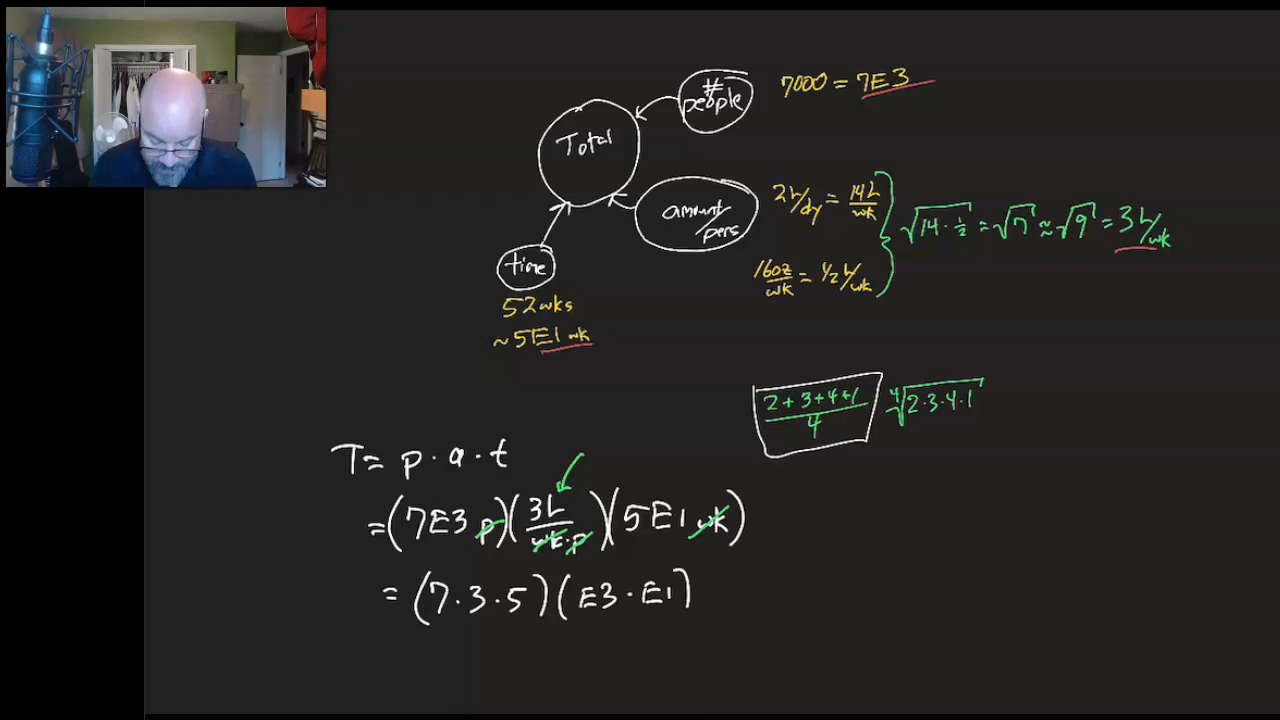 # people
7000 = 7E3
Total
amount/pers
2L/dy = 14L/wk
16oz/wk = 1/2 L/wk
√14 · 1/2 = √7 ≈ √9 = 3L/wk
time
52wks
~5E1 wk
2+3+4+1/4
∜2·3·4·1
T = p · a · t
= (7E3 p)(3L/wk·p)(5E1 wk)
= (7·3·5)(E3 · E1)